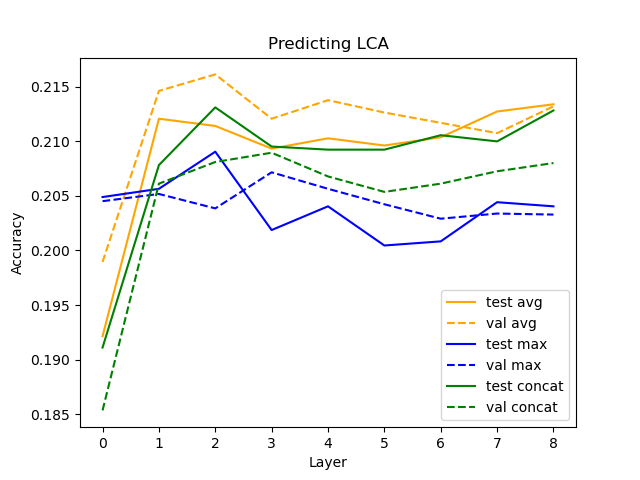 Predicting LCA
Accuracy
0.215
0.210
0.205
0.200
0.195
0.190
0.185
test avg
val avg
test max
val max
test concat
val concat
0 1 2 3 4 5 6 7 8
Layer